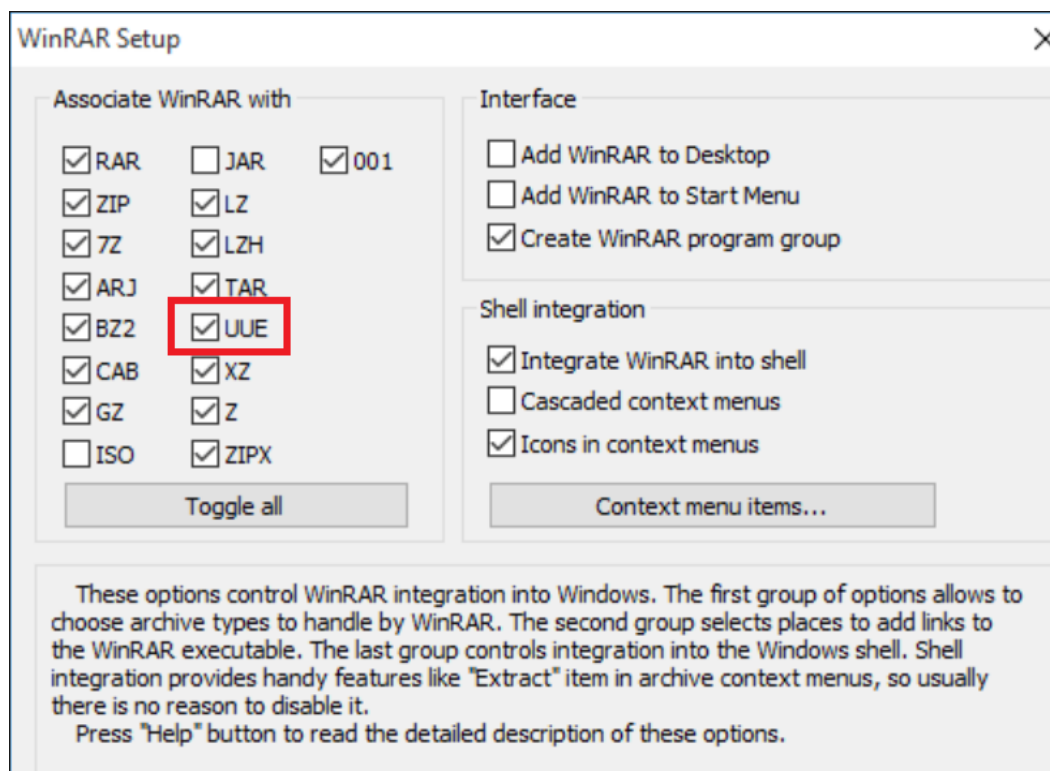 WinRAR Setup
Associate WinRAR with
RAR JAR 001
ZIP LZ
7Z LZH
ARJ TAR
BZ2 UUE
CAB XZ
GZ Z
ISO ZIPX
Toggle all
Interface
Add WinRAR to Desktop
Add WinRAR to Start Menu
Create WinRAR program group
Shell integration
Integrate WinRAR into shell
Cascaded context menus
Icons in context menus
Context menu items...
These options control WinRAR integration into Windows. The first group of options allows to
choose archive types to handle by WinRAR. The second group selects places to add links to
the WinRAR executable. The last group controls integration into the Windows shell. Shell
integration provides handy features like "Extract" item in archive context menus, so usually
there is no reason to disable it.
Press "Help" button to read the detailed description of these options.